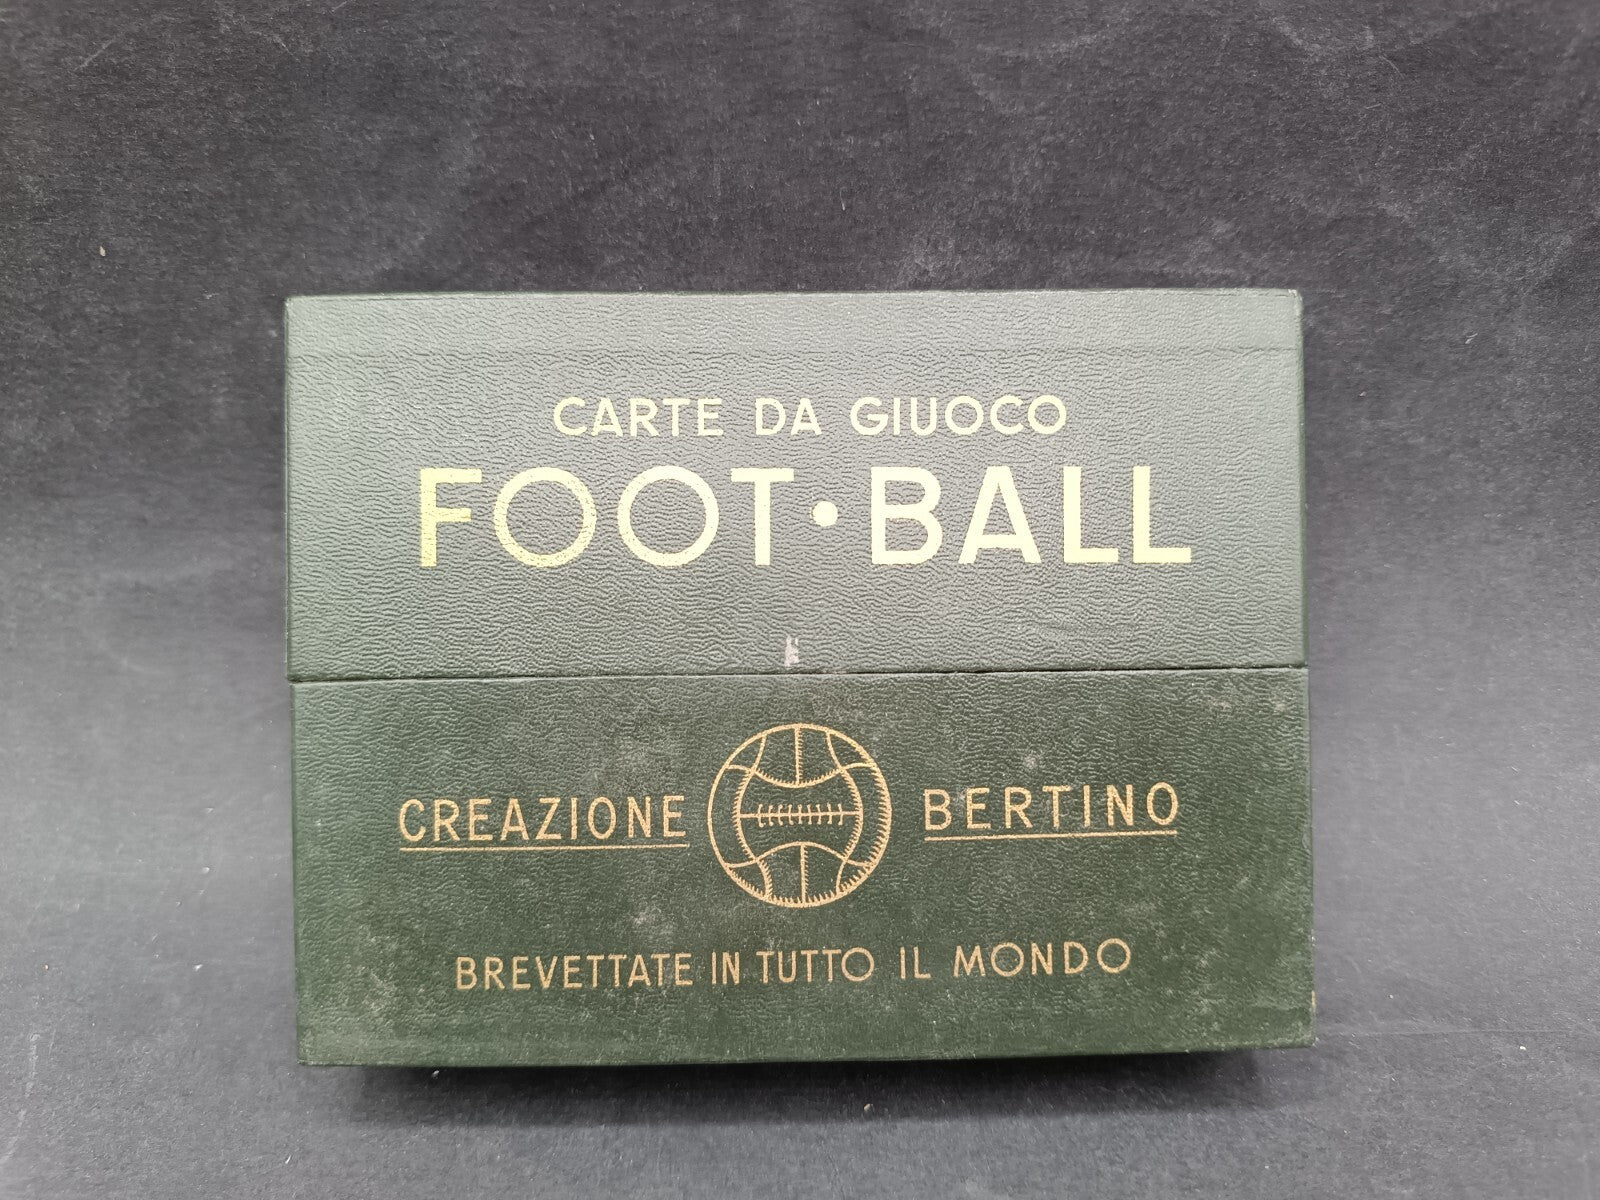 CARTE DA GIUOCO
FOOT·BALL
CREAZIONE BERTINO
BREVETTATE IN TUTTO IL MONDO